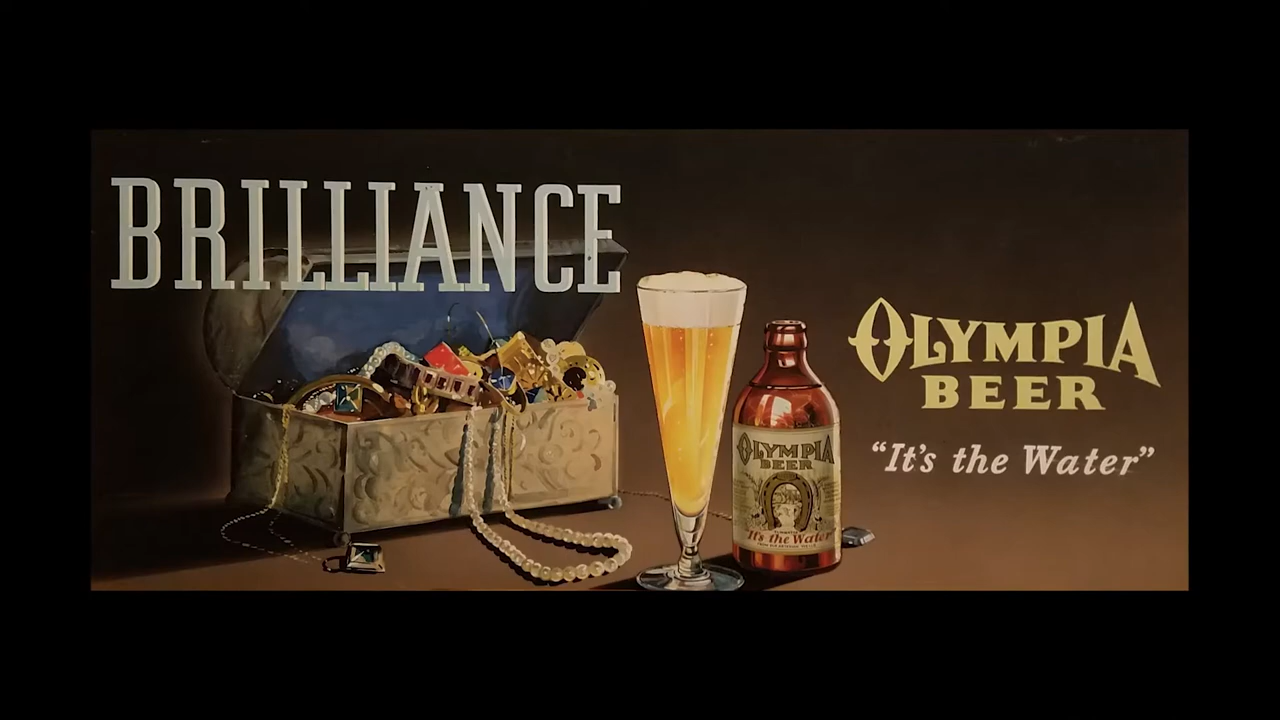 BRILLIANCE
OLYMPIA
BEER
"It's the Water"
OLYMPIA
BEER
It's the Water